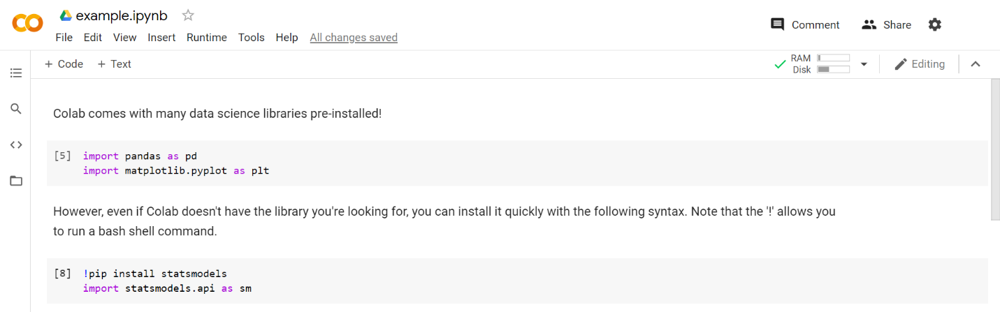 example.ipynb
File Edit View Insert Runtime Tools Help All changes saved
Comment Share
+ Code + Text
RAM
Disk
Editing
Colab comes with many data science libraries pre-installed!
[5] import pandas as pd
import matplotlib.pyplot as plt
However, even if Colab doesn't have the library you're looking for, you can install it quickly with the following syntax. Note that the '!' allows you
to run a bash shell command.
[8] !pip install statsmodels
import statsmodels.api as sm